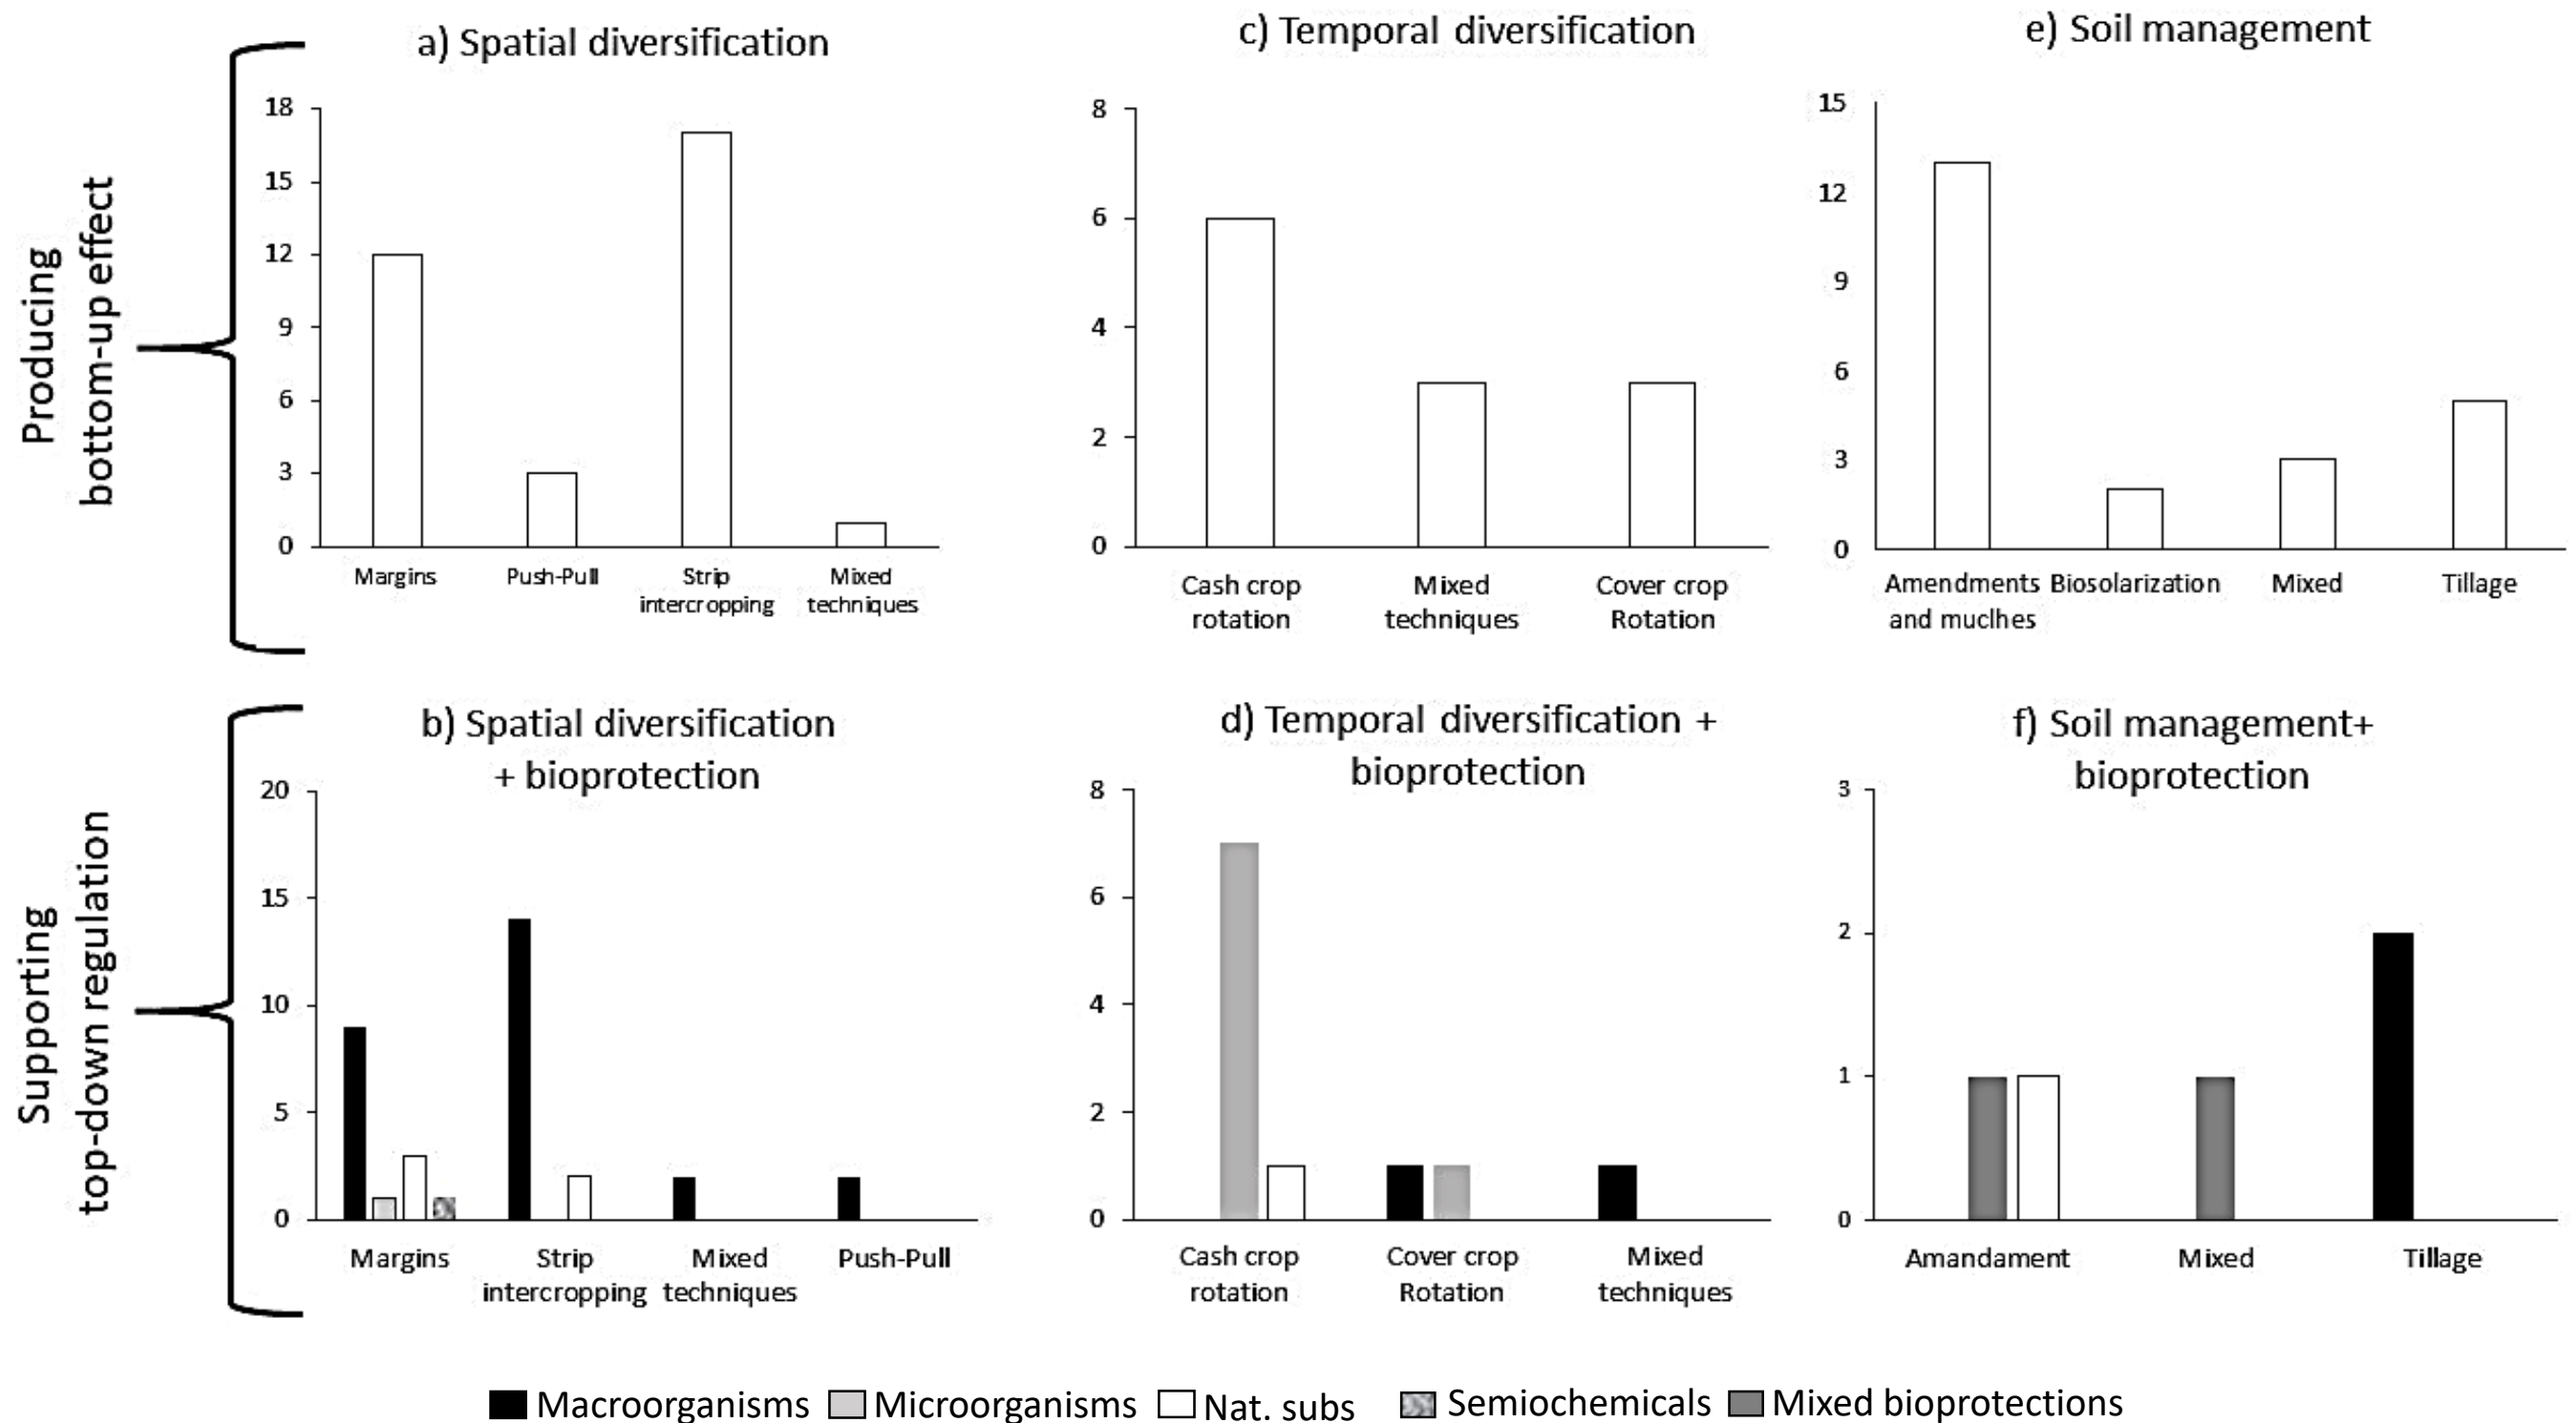 a) Spatial diversification
18
15
12
9
6
3
0
Margins
Push-Pull
Strip
intercropping
Mixed
techniques
c) Temporal diversification
8
6
4
2
0
Cash crop
rotation
Mixed
techniques
Cover crop
Rotation
e) Soil management
15
12
9
6
3
0
Amendments
and muclhes
Biosolarization
Mixed
Tillage
Producing
bottom-up effect
b) Spatial diversification
+ bioprotection
20
15
10
5
0
Margins
Strip
intercropping
Mixed
techniques
Push-Pull
d) Temporal diversification +
bioprotection
8
6
4
2
0
Cash crop
rotation
Cover crop
Rotation
Mixed
techniques
f) Soil management+
bioprotection
3
2
1
0
Amandament
Mixed
Tillage
Supporting
top-down regulation
Macroorganisms
Microorganisms
Nat. subs
Semiochemicals
Mixed bioprotections